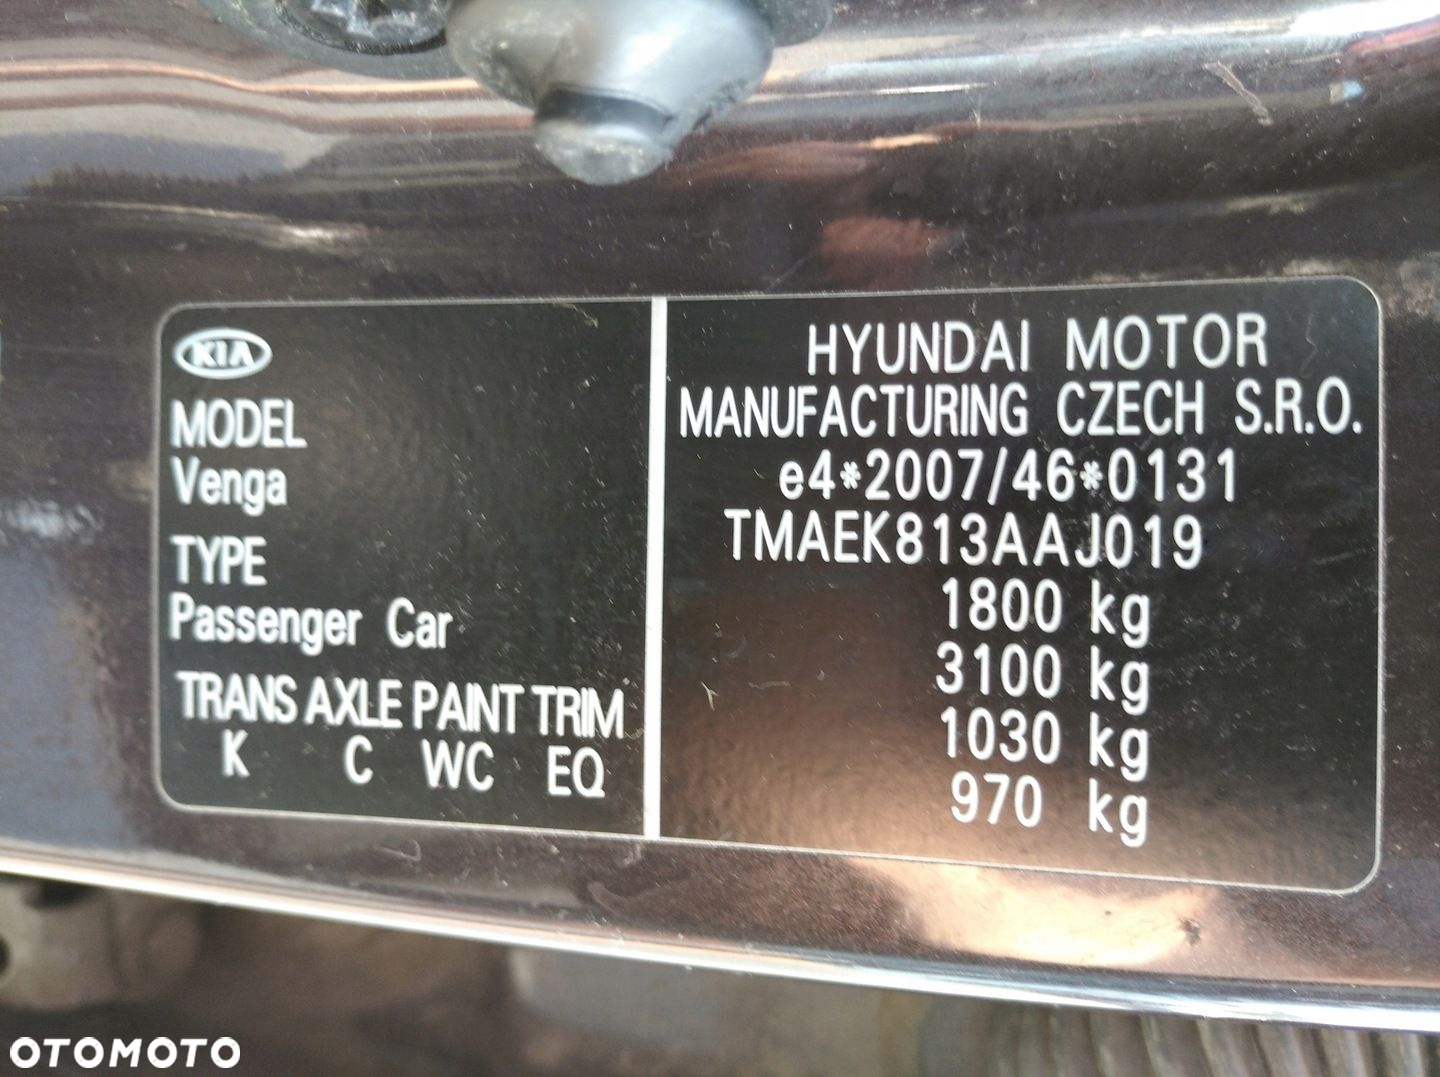 KIA
MODEL
Venga
TYPE
Passenger Car
TRANS AXLE PAINT TRIM
K C WC EQ
HYUNDAI MOTOR
MANUFACTURING CZECH S.R.O.
e4*2007/46*0131
TMAEK813AAJ019
1800 kg
3100 kg
1030 kg
970 kg
OTOMOTO